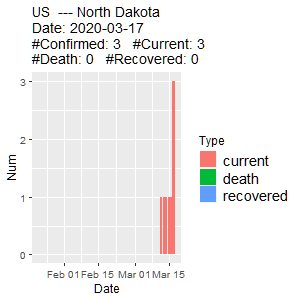 US --- North Dakota
Date: 2020-03-17
#Confirmed: 3 #Current: 3
#Death: 0 #Recovered: 0
3
2
1
0
Num
Feb 01 Feb 15 Mar 01 Mar 15
Date
Type
current
death
recovered